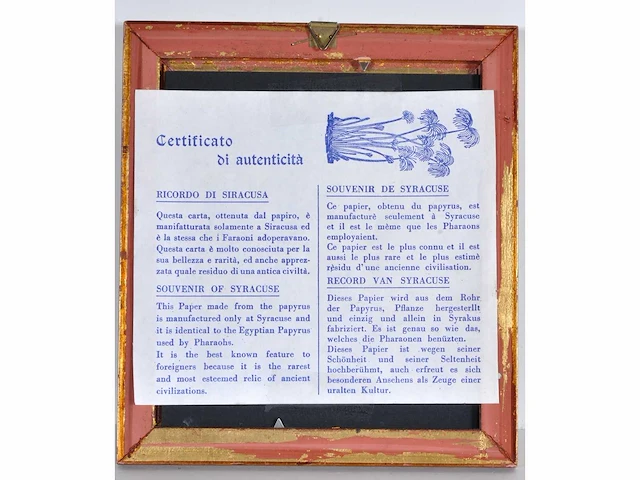 Certificato
di autenticità
RICORDO DI SIRACUSA
Questa carta, ottenuta dal papiro, è
manifatturata solamente a Siracusa ed
è la stessa che i Faraoni adoperavano.
Questa carta è molto conosciuta per la
sua bellezza e rarità, ed anche apprez-
zata quale residuo di una antica civiltà.
SOUVENIR OF SYRACUSE
This Paper made from the papyrus
is manufactured only at Syracuse and
it is identical to the Egyptian Papyrus
used by Pharaohs.
It is the best known feature to
foreigners because it is the rarest
and most esteemed relic of ancient
civilizations.
SOUVENIR DE SYRACUSE
Ce papier, obtenu du papyrus, est
manufacturè seulement à Syracuse
et il est le même que les Pharaons
employaient.
Ce papier est le plus connu et il est
aussi le plus rare et le plus estimè
rèsidu d'une ancienne civilisation.
RECORD VAN SYRACUSE
Dieses Papier wird aus dem Rohr
der Papyrus, Pflanze hergesterllt
und einzig und allein in Syrakus
fabriziert. Es ist genau so wie das,
welches die Pharaonen benüzten.
Dieses Papier ist wegen seiner
Schönheit und seiner Seltenheit
hochberühmt, auch erfreut es sich
besonderen Anschens als Zeuge einer
uralten Kultur.